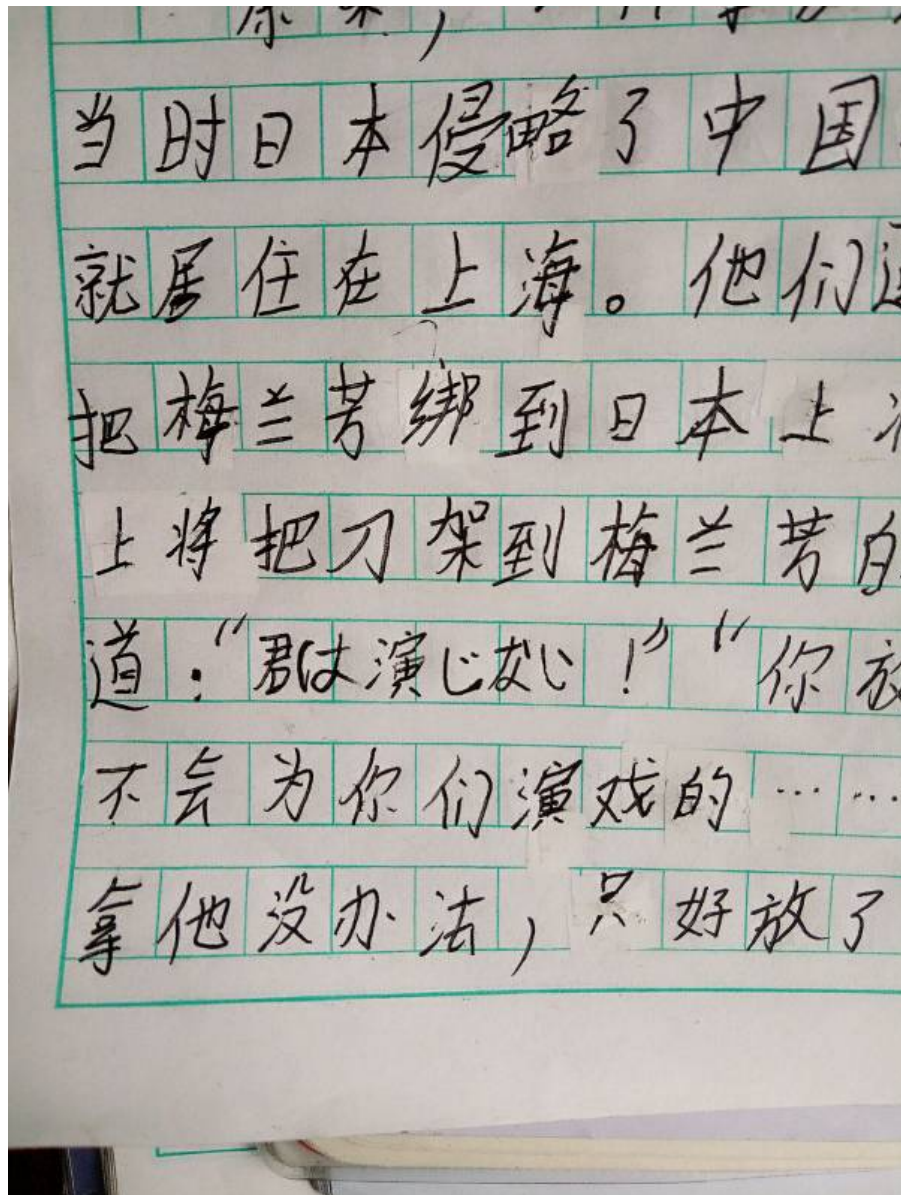 当时日本侵略了中国
就居住在上海。他们
把梅兰芳绑到日本上
上将把刀架到梅兰芳
道：“君は演じない！”“你放
不会为你们演戏的……
拿他没办法，只好放了